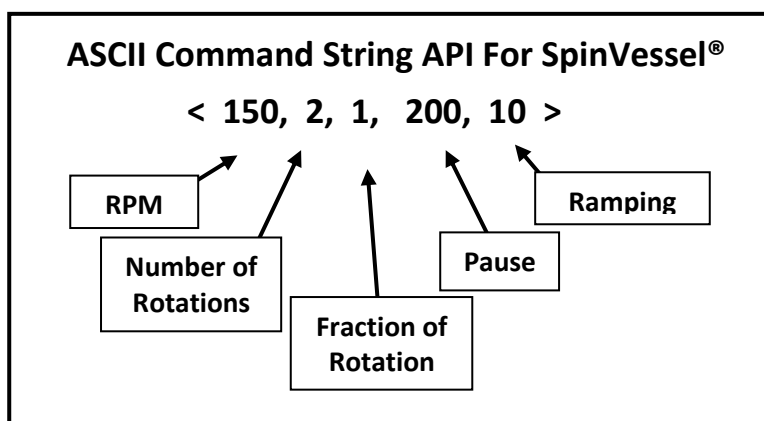 ASCII Command String API For SpinVessel®
< 150, 2, 1, 200, 10 >
RPM
Number of
Rotations
Fraction of
Rotation
Pause
Ramping